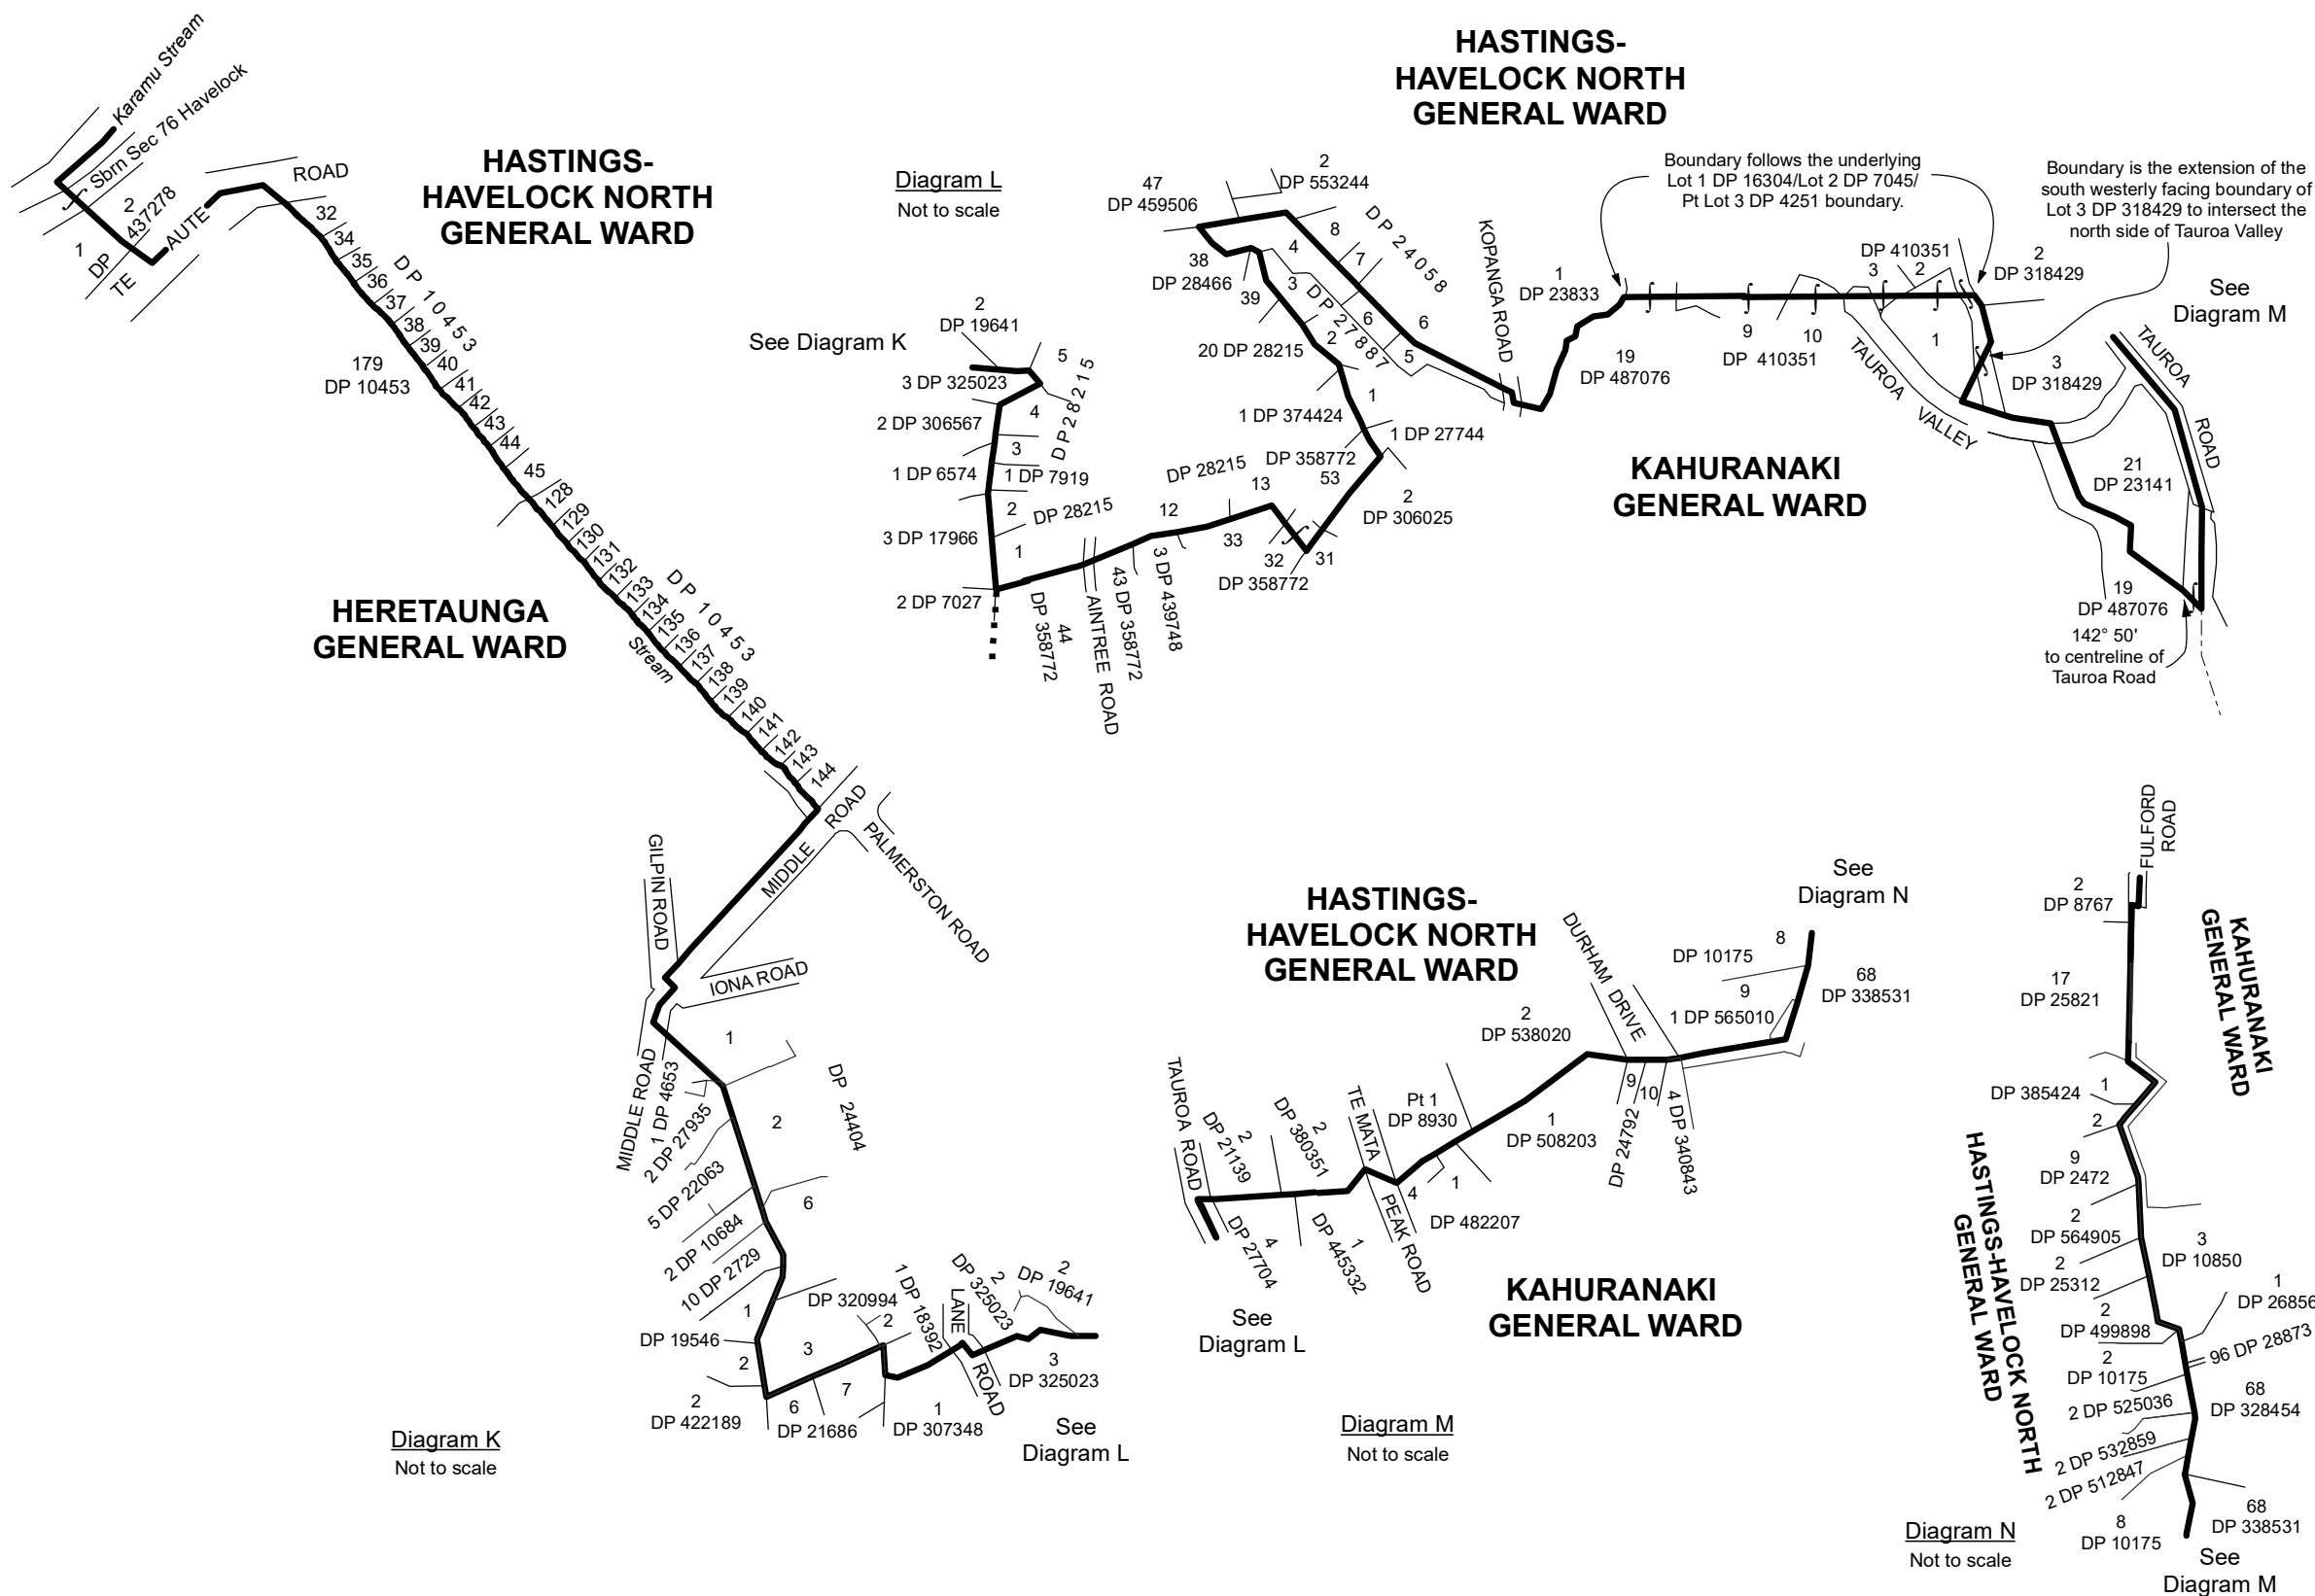 Karamu Stream
Sbrn Sec 76 Havelock
2
DP 437278
1
TE AUTE ROAD
HASTINGS-
HAVELOCK NORTH
GENERAL WARD
32
34
35
36
37
38
39
40
41
42
43
44
45
DP 10453
179
DP 10453
128
129
130
131
132
133
134
135
136
137
138
139
140
141
142
143
144
DP 10453
Stream
HERETAUNGA
GENERAL WARD
MIDDLE ROAD
PALMERSTON ROAD
GILPIN ROAD
IONA ROAD
MIDDLE ROAD
1 DP 4653
1
2 DP 27935
2
DP 24404
5 DP 22063
6
2 DP 10684
10 DP 2729
1
DP 19546
2
2
DP 422189
3
DP 320994
2
6
7
DP 21686
1 DP 18392
1
DP 307348
LANE
ROAD
2
DP 325023
2
DP 19641
3
DP 325023
See
Diagram L
Diagram K
Not to scale
Diagram L
Not to scale
See Diagram K
2
DP 19641
5
3 DP 325023
4
DP 28215
2 DP 306567
3
1 DP 6574
1 DP 7919
2
DP 28215
3 DP 17966
1
2 DP 7027
44
DP 358772
AINTREE ROAD
43 DP 358772
3 DP 439748
12
DP 28215
13
33
32
DP 358772
31
53
DP 358772
2
DP 306025
1 DP 27744
1 DP 374424
1
20 DP 28215
2
39
3
4
DP 27887
38
DP 28466
47
DP 459506
2
DP 553244
8
7
DP 24058
6
6
5
HASTINGS-
HAVELOCK NORTH
GENERAL WARD
KOPANGA ROAD
1
DP 23833
Boundary follows the underlying
Lot 1 DP 16304/Lot 2 DP 7045/
Pt Lot 3 DP 4251 boundary.
19
DP 487076
9
DP 410351
10
3
2
DP 410351
1
2
DP 318429
3
DP 318429
Boundary is the extension of the
south westerly facing boundary of
Lot 3 DP 318429 to intersect the
north side of Tauroa Valley
See
Diagram M
TAUROA VALLEY
TAUROA ROAD
21
DP 23141
19
DP 487076
142° 50'
to centreline of
Tauroa Road
KAHURANAKI
GENERAL WARD
HASTINGS-
HAVELOCK NORTH
GENERAL WARD
See
Diagram N
TAUROA ROAD
2
DP 21139
4
DP 27704
2
DP 380351
1
DP 445332
TE MATA
PEAK ROAD
Pt 1
DP 8930
4
1
DP 482207
2
DP 538020
1
DP 508203
DURHAM DRIVE
9
10
DP 24792
4 DP 340843
8
DP 10175
9
1 DP 565010
68
DP 338531
See
Diagram L
KAHURANAKI
GENERAL WARD
Diagram M
Not to scale
FULFORD
ROAD
2
DP 8767
17
DP 25821
KAHURANAKI
GENERAL WARD
DP 385424
1
2
9
DP 2472
2
DP 564905
2
DP 25312
2
DP 499898
2
DP 10175
2 DP 525036
2 DP 532859
2 DP 512847
8
DP 10175
3
DP 10850
1
DP 26856
96 DP 28873
68
DP 328454
68
DP 338531
HASTINGS-HAVELOCK NORTH
GENERAL WARD
Diagram N
Not to scale
See
Diagram M